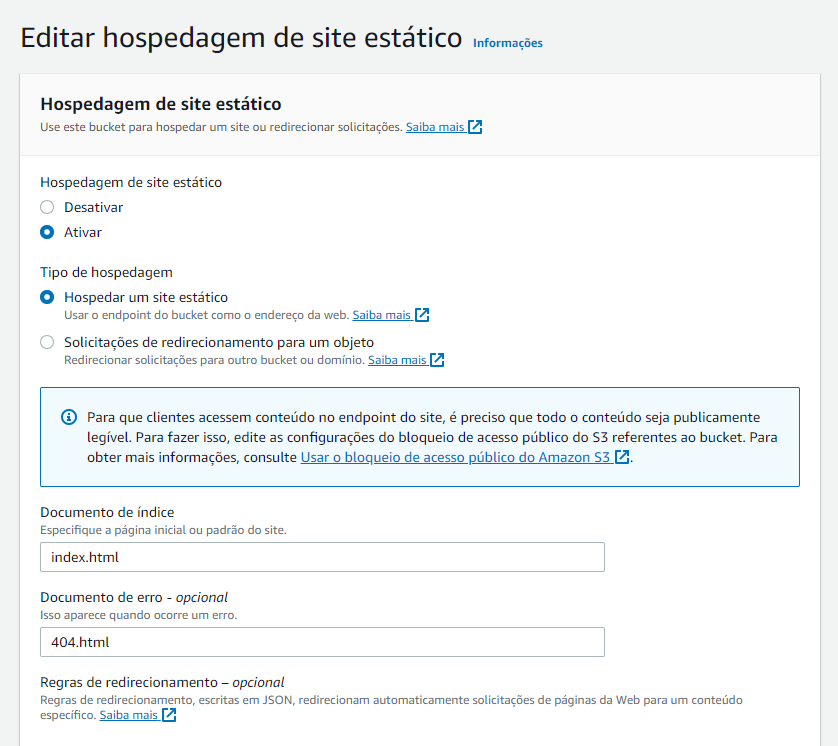 Editar hospedagem de site estático Informações
Hospedagem de site estático
Use este bucket para hospedar um site ou redirecionar solicitações. Saiba mais
Hospedagem de site estático
Desativar
Ativar
Tipo de hospedagem
Hospedar um site estático
Usar o endpoint do bucket como o endereço da web. Saiba mais
Solicitações de redirecionamento para um objeto
Redirecionar solicitações para outro bucket ou domínio. Saiba mais
Para que clientes acessem conteúdo no endpoint do site, é preciso que todo o conteúdo seja publicamente
legível. Para fazer isso, edite as configurações do bloqueio de acesso público do S3 referentes ao bucket. Para
obter mais informações, consulte Usar o bloqueio de acesso público do Amazon S3.
Documento de índice
Especifique a página inicial ou padrão do site.
index.html
Documento de erro - opcional
Isso aparece quando ocorre um erro.
404.html
Regras de redirecionamento – opcional
Regras de redirecionamento, escritas em JSON, redirecionam automaticamente solicitações de páginas da Web para um conteúdo
específico. Saiba mais